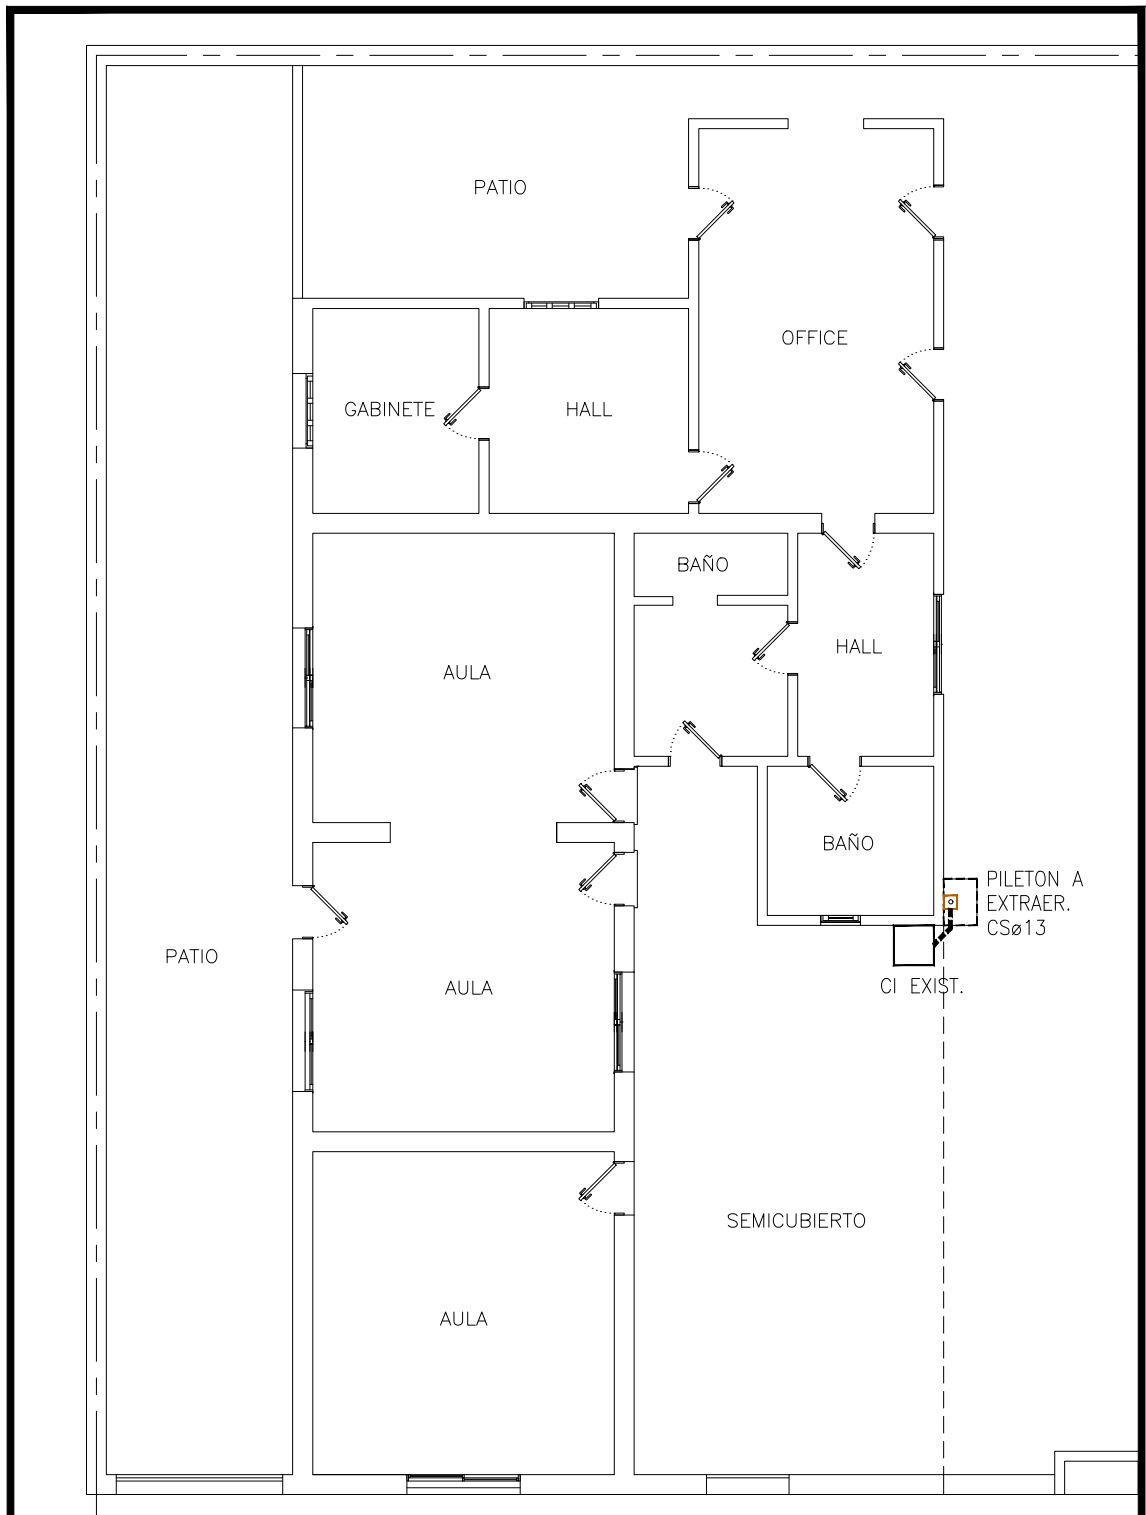 PATIO
OFFICE
GABINETE
HALL
BAÑO
HALL
AULA
BAÑO
PILETON A
EXTRAER.
CSø13
PATIO
AULA
CI EXIST.
SEMICUBIERTO
AULA